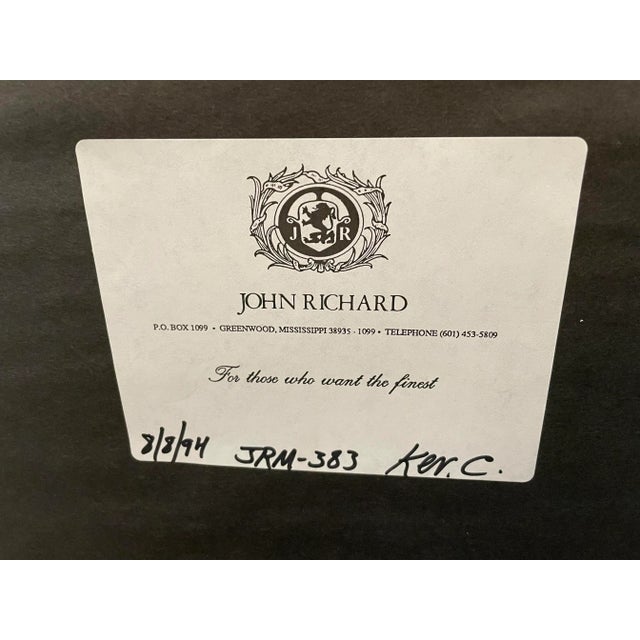 J R
JOHN RICHARD
P.O. BOX 1099 • GREENWOOD, MISSISSIPPI 38935 - 1099 • TELEPHONE (601) 453-5809
For those who want the finest
8/8/94 JRM-383 Kev. C.